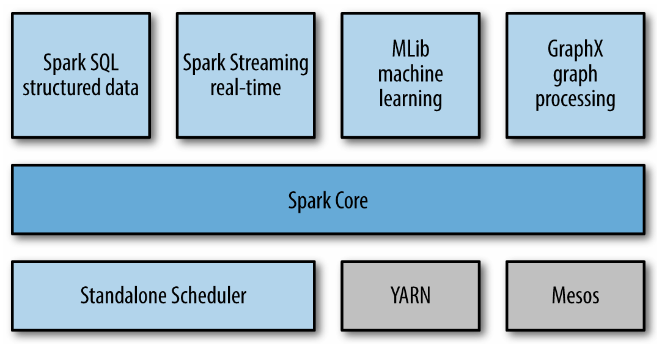 Spark SQL
structured data
Spark Streaming
real-time
MLib
machine
learning
GraphX
graph
processing
Spark Core
Standalone Scheduler
YARN
Mesos